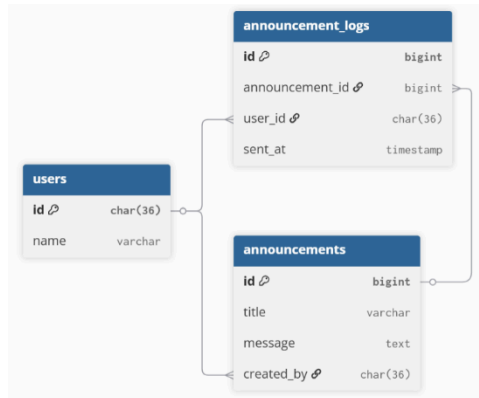 announcement_logs
id bigint
announcement_id bigint
user_id char(36)
sent_at timestamp
users
id char(36)
name varchar
announcements
id bigint
title varchar
message text
created_by char(36)